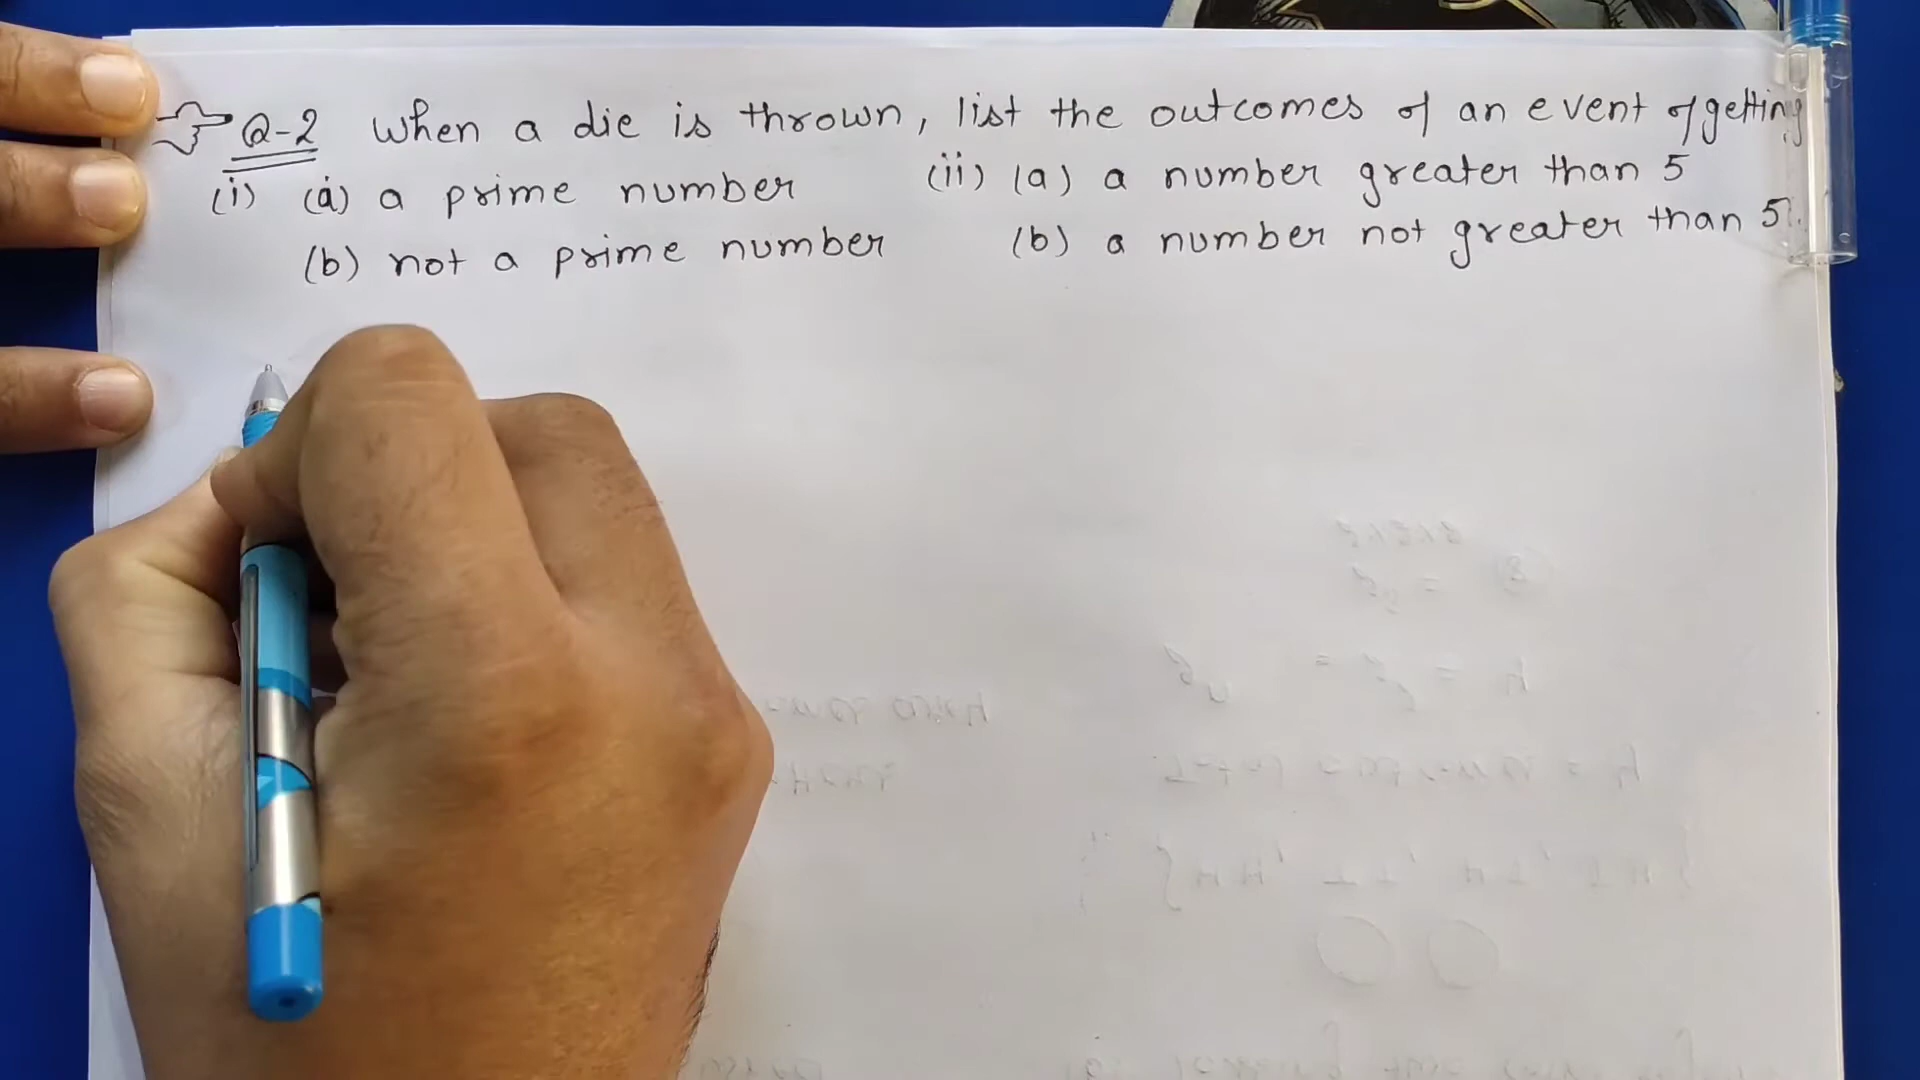 Q-2 When a die is thrown, list the outcomes of an event of getting
(i) (a) a prime number (ii) (a) a number greater than 5
(b) not a prime number (b) a number not greater than 5.